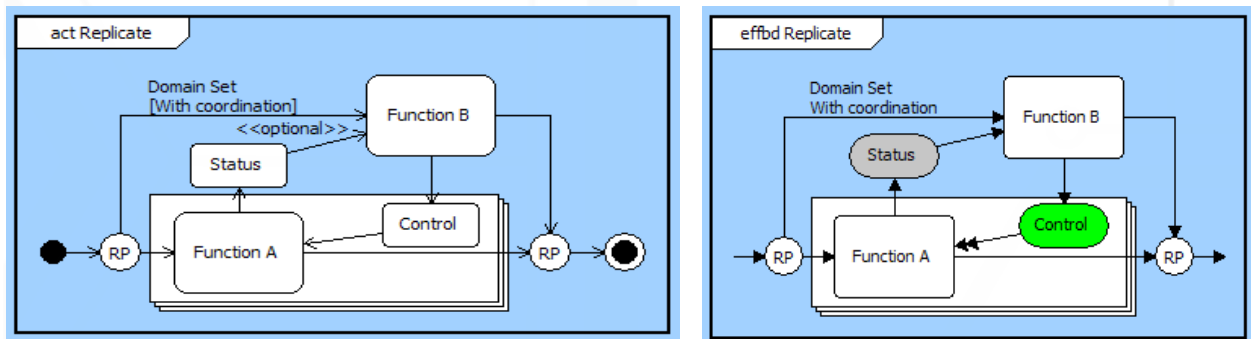 act Replicate
Domain Set
[With coordination]
<<optional>>
Function B
Status
Control
RP
Function A
RP
effbd Replicate
Domain Set
With coordination
Function B
Status
Control
RP
Function A
RP